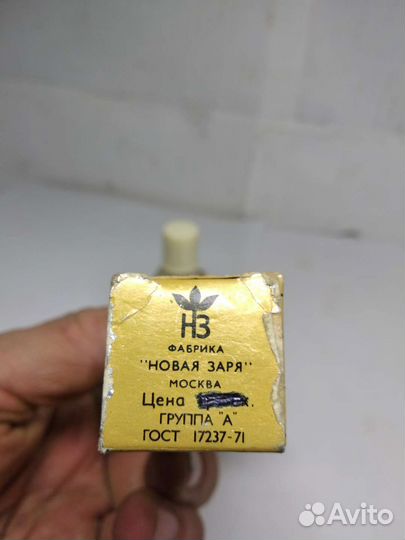 НЗ
ФАБРИКА
"НОВАЯ ЗАРЯ"
МОСКВА
Цена
ГРУППА "А"
ГОСТ 17237-71
Avito